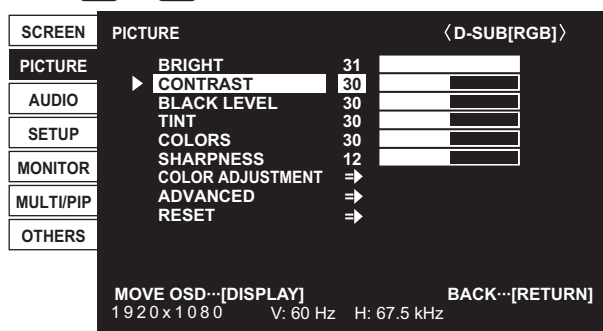 SCREEN
PICTURE
AUDIO
SETUP
MONITOR
MULTI/PIP
OTHERS
PICTURE 〈D-SUB[RGB]〉
BRIGHT 31
CONTRAST 30
BLACK LEVEL 30
TINT 30
COLORS 30
SHARPNESS 12
COLOR ADJUSTMENT
ADVANCED
RESET
MOVE OSD···[DISPLAY] BACK···[RETURN]
1920x1080 V: 60 Hz H: 67.5 kHz